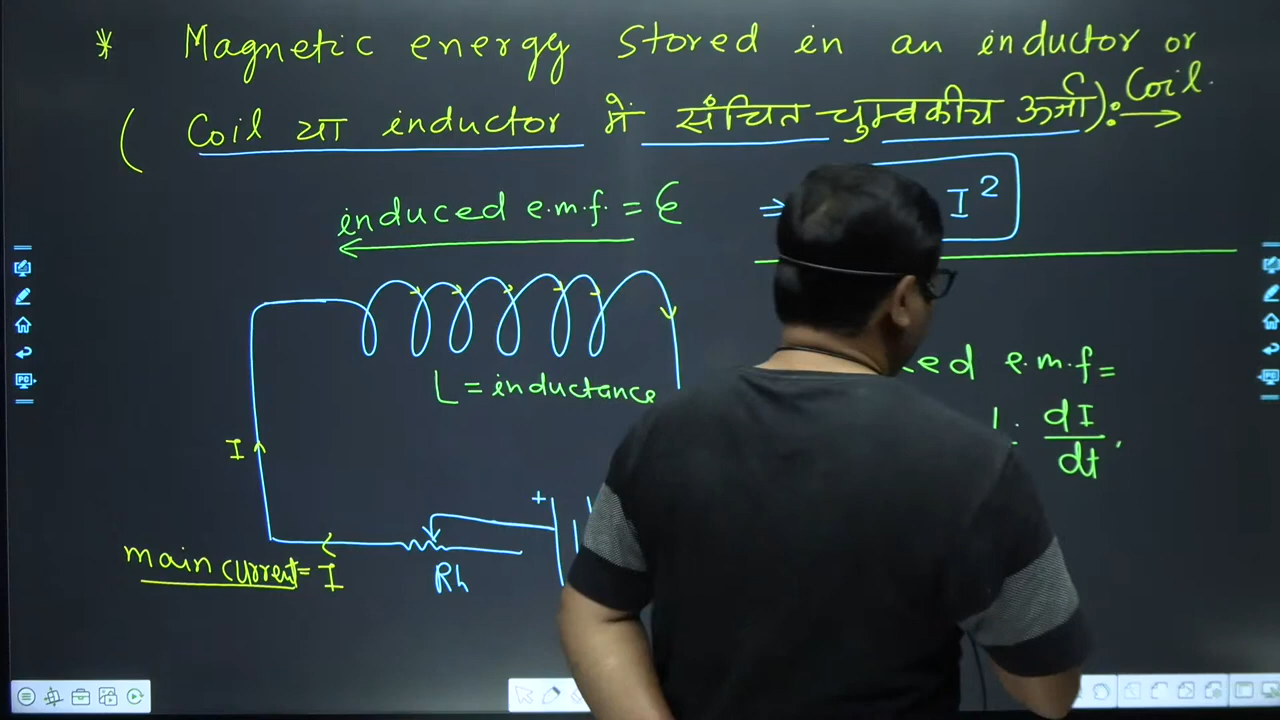 * Magnetic energy stored in an inductor or
( Coil या inductor में संचित चुम्बकीय ऊर्जा):→ Coil.
induced e.m.f. = ε
⇒ I²
L = inductance
e.m.f =
dI
dt
I
+
main current = I
Rh